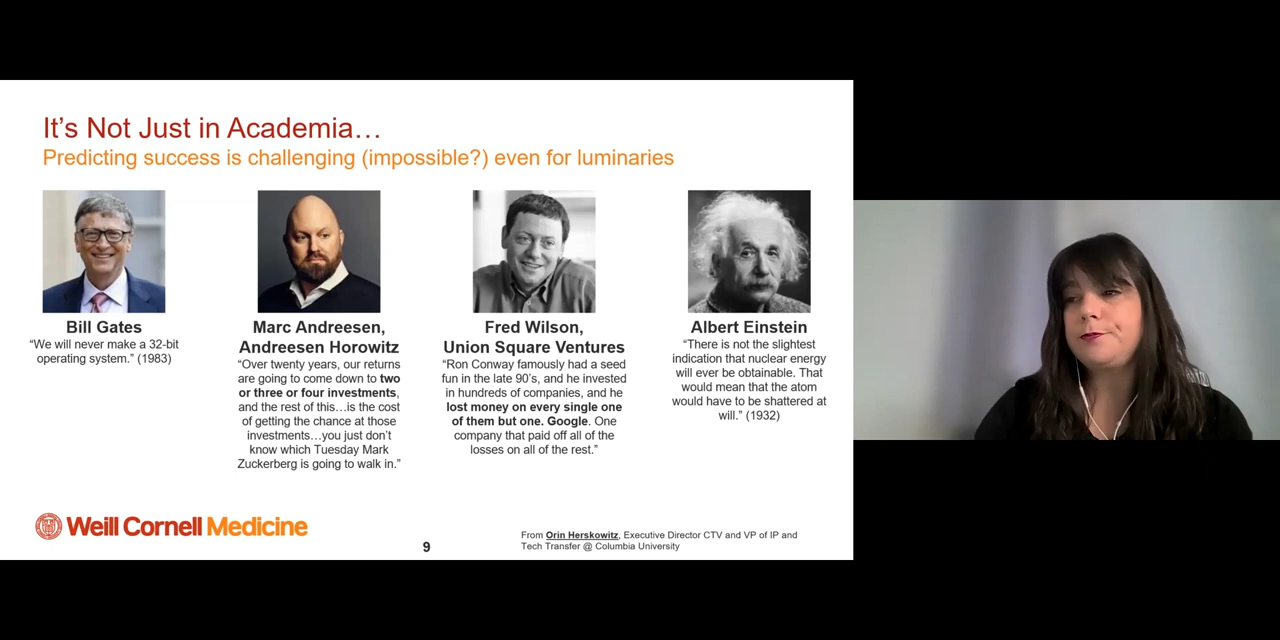 It's Not Just in Academia…
Predicting success is challenging (impossible?) even for luminaries
Bill Gates
“We will never make a 32-bit
operating system.” (1983)
Marc Andreesen,
Andreesen Horowitz
“Over twenty years, our returns
are going to come down to two
or three or four investments,
and the rest of this…is the cost
of getting the chance at those
investments…you just don’t
know which Tuesday Mark
Zuckerberg is going to walk in.”
Fred Wilson,
Union Square Ventures
“Ron Conway famously had a seed
fun in the late 90’s, and he invested
in hundreds of companies, and he
lost money on every single one
of them but one. Google. One
company that paid off all of the
losses on all of the rest.”
Albert Einstein
“There is not the slightest
indication that nuclear energy
will ever be obtainable. That
would mean that the atom
would have to be shattered at
will.” (1932)
Weill Cornell Medicine
9
From Orin Herskowitz, Executive Director CTV and VP of IP and
Tech Transfer @ Columbia University